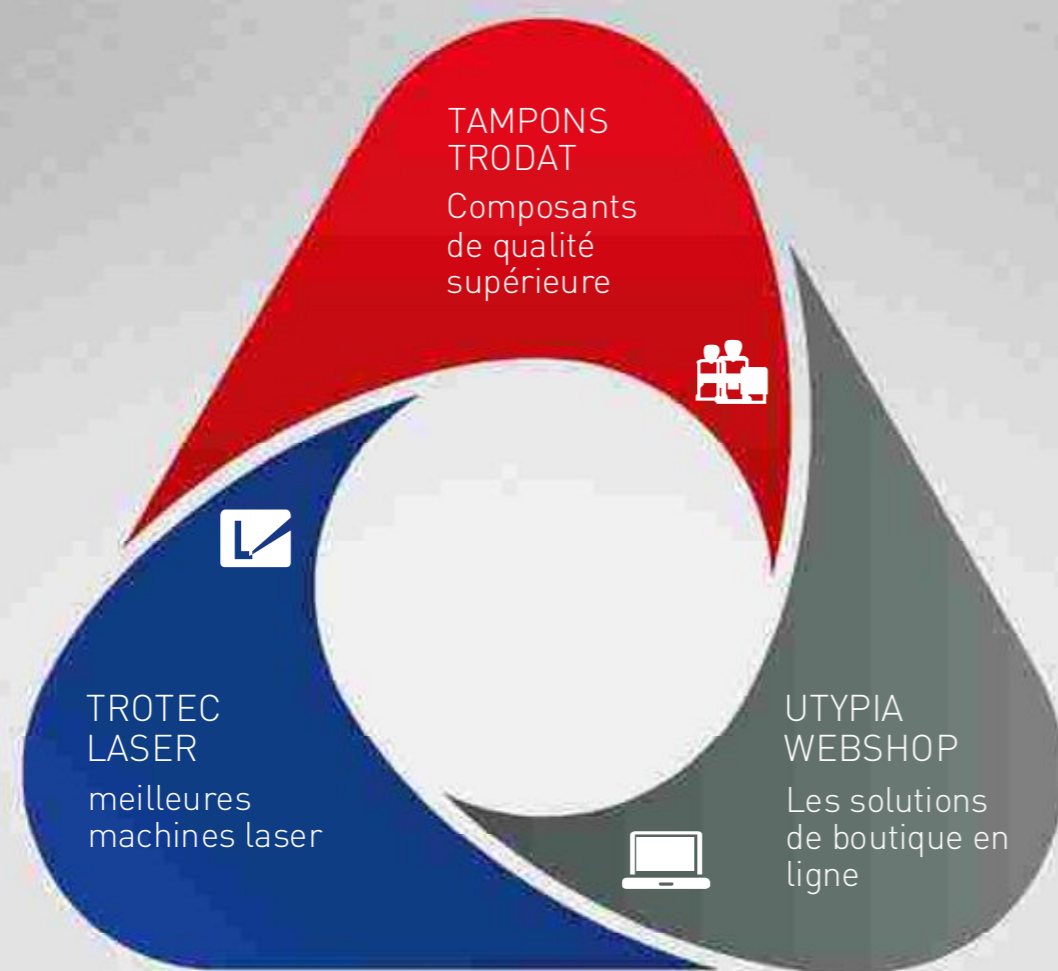 TAMPONS
TRODAT
Composants
de qualité
supérieure
TROTEC
LASER
meilleures
machines laser
UTYPIA
WEBSHOP
Les solutions
de boutique en
ligne